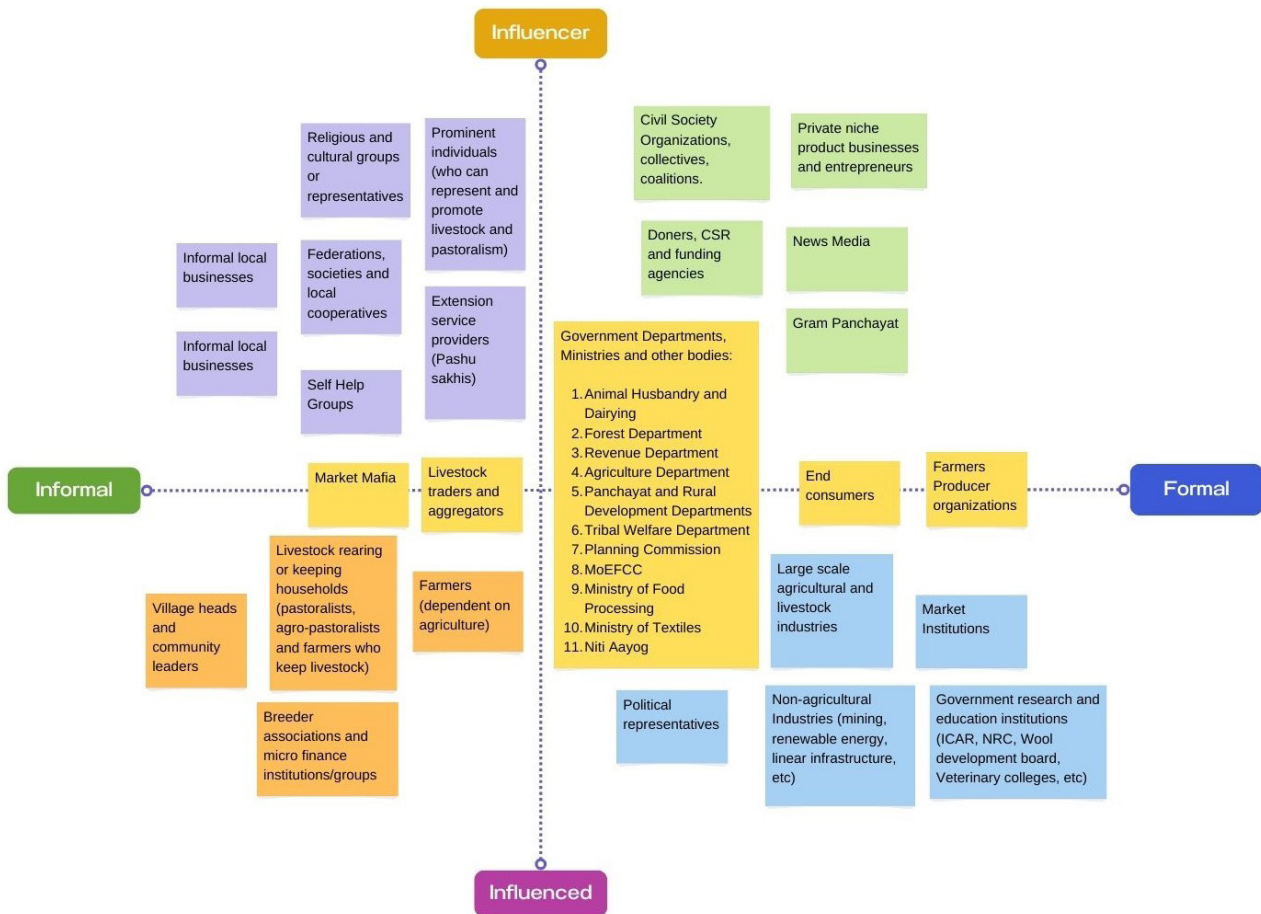 Influencer
Religious and
cultural groups
or
representatives
Prominent
individuals
(who can
represent and
promote
livestock and
pastoralism)
Civil Society
Organizations,
collectives,
coalitions.
Private niche
product businesses
and entrepreneurs
Informal local
businesses
Federations,
societies and
local
cooperatives
Doners, CSR
and funding
agencies
News Media
Extension
service
providers
(Pashu
sakhis)
Informal local
businesses
Self Help
Groups
Gram Panchayat
Government Departments,
Ministries and other bodies:
1. Animal Husbandry and
Dairying
2. Forest Department
3. Revenue Department
4. Agriculture Department
5. Panchayat and Rural
Development Departments
6. Tribal Welfare Department
7. Planning Commission
8. MoEFCC
9. Ministry of Food
Processing
10. Ministry of Textiles
11. Niti Aayog
Informal
Market Mafia
Livestock
traders and
aggregators
End
consumers
Farmers
Producer
organizations
Formal
Village heads
and
community
leaders
Livestock rearing
or keeping
households
(pastoralists,
agro-pastoralists
and farmers who
keep livestock)
Farmers
(dependent on
agriculture)
Large scale
agricultural and
livestock
industries
Market
Institutions
Breeder
associations and
micro finance
institutions/groups
Political
representatives
Non-agricultural
Industries (mining,
renewable energy,
linear infrastructure,
etc)
Government research and
education institutions
(ICAR, NRC, Wool
development board,
Veterinary colleges, etc)
Influenced